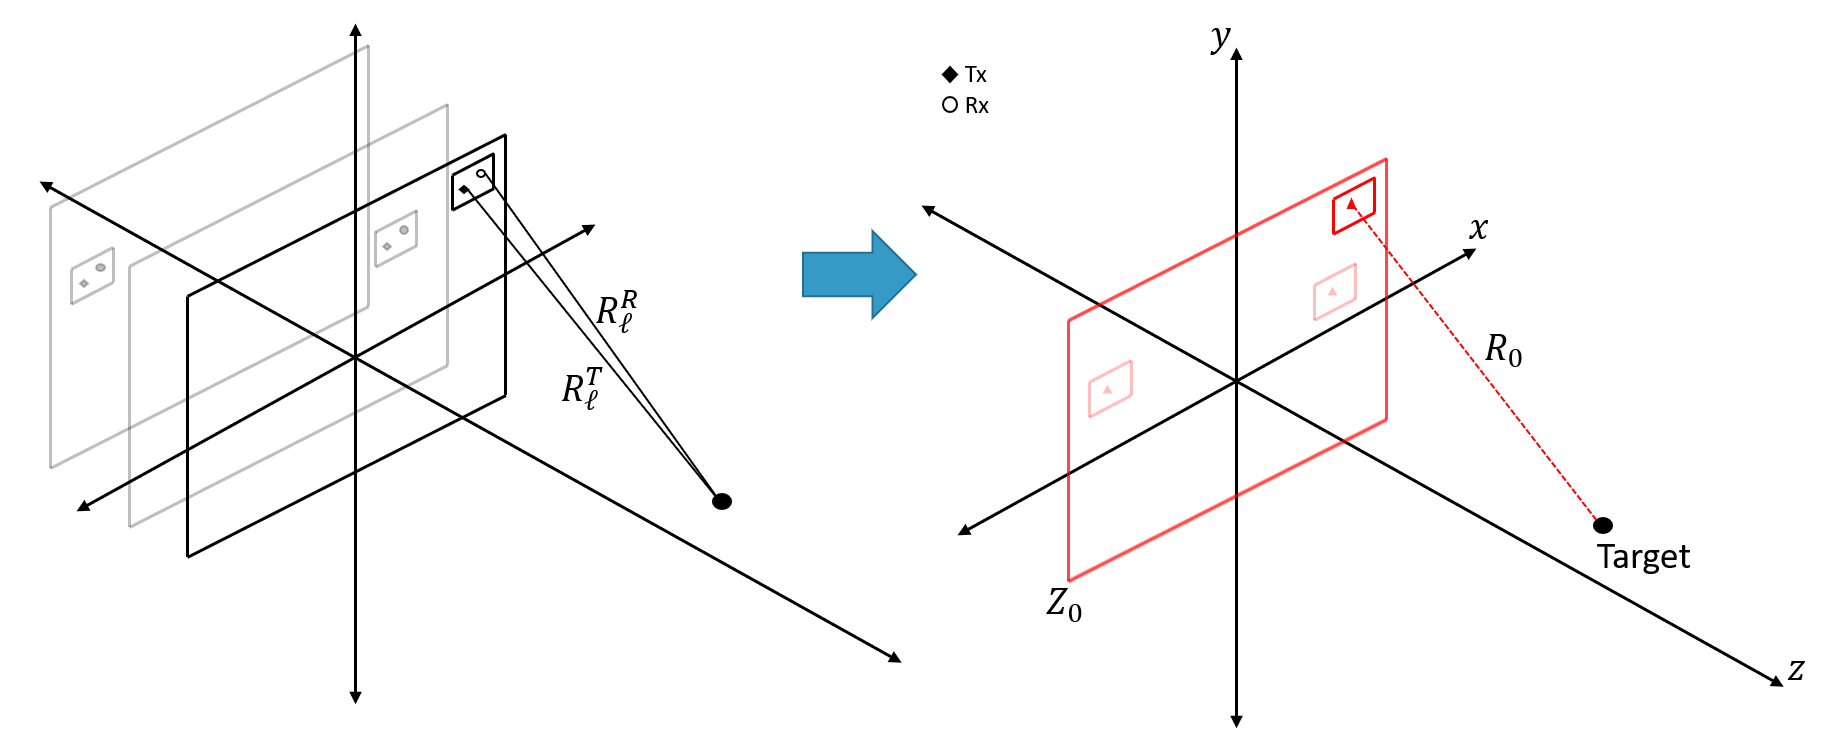 y
Tx
Rx
x
R_ℓ^R
R_0
R_ℓ^T
Target
Z_0
z